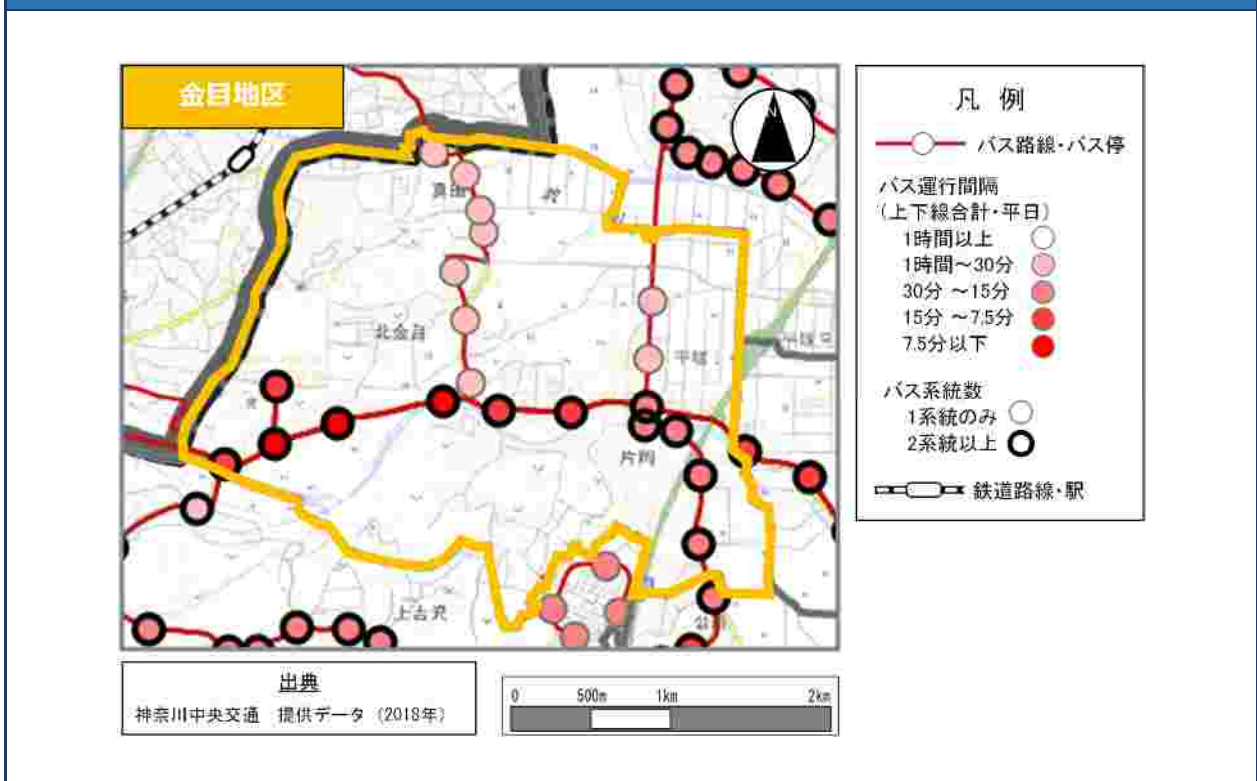 金目地区
N
真田
北金目
平塚
片岡
上吉沢
凡 例
バス路線・バス停
バス運行間隔
(上下線合計・平日)
1時間以上
1時間～30分
30分 ～15分
15分 ～7.5分
7.5分以下
バス系統数
1系統のみ
2系統以上
鉄道路線・駅
出典
神奈川中央交通 提供データ (2018年)
0 500m 1km 2km